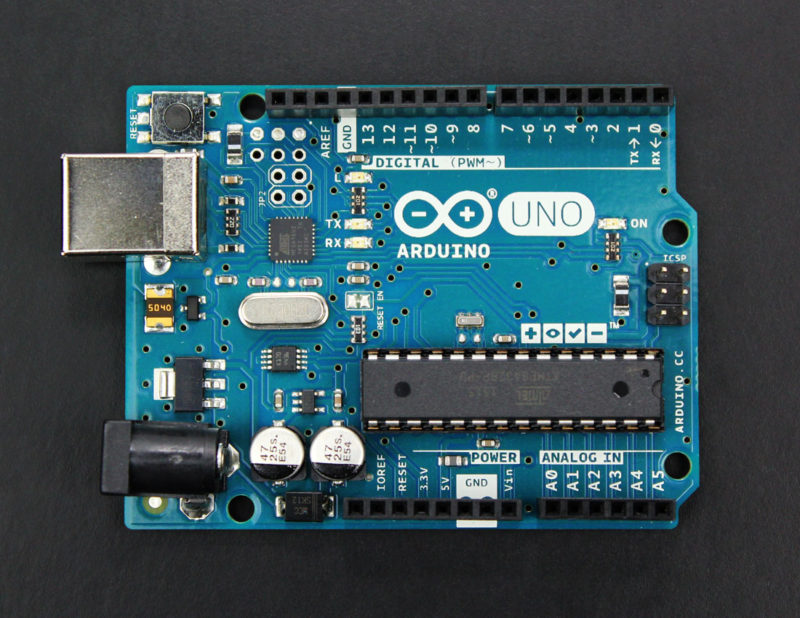 RESET
AREF
GND
13
12
~11
~10
~9
8
7
~6
~5
4
~3
2
TX→1
RX←0
DIGITAL (PWM~)
JP2
L
TX
RX
®
UNO
ARDUINO
ON
ICSP
RESET EN
5040
™
ARDUINO.CC
47
25s.
E54
47
25s.
E54
IOREF
RESET
3.3V
5V
POWER
GND
Vin
ANALOG IN
A0
A1
A2
A3
A4
A5